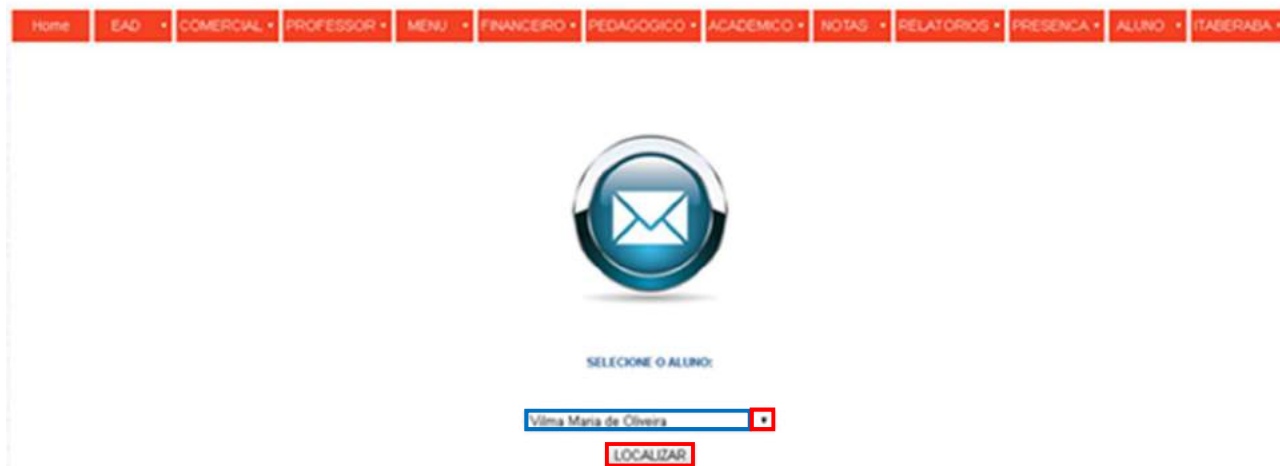 Home EAD COMERCIAL PROFESSOR MENU FINANCEIRO PEDAGOGICO ACADEMICO NOTAS RELATORIOS PRESENCA ALUNO ITABERABA
SELECIONE O ALUNO:
Vilma Maria de Oliveira
LOCALIZAR